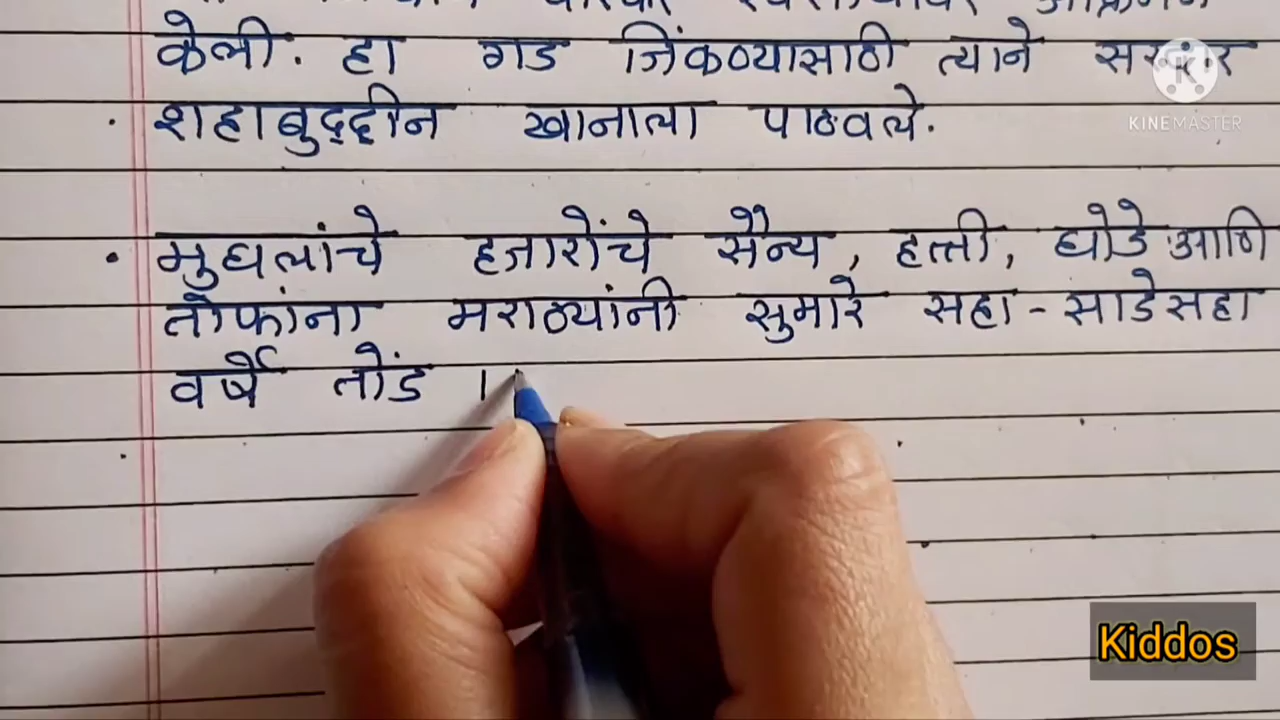 केली. हा गड जिंकण्यासाठी त्याने सरदार
शहाबुद्दीन खानाला पाठवले.
मुघलांचे हजारोंचे सैन्य, हत्ती, घोडे आणि
तोफांना मराठ्यांनी सुमारे सहा - साडेसहा
वर्षे तोंड
K
KINEMASTER
Kiddos